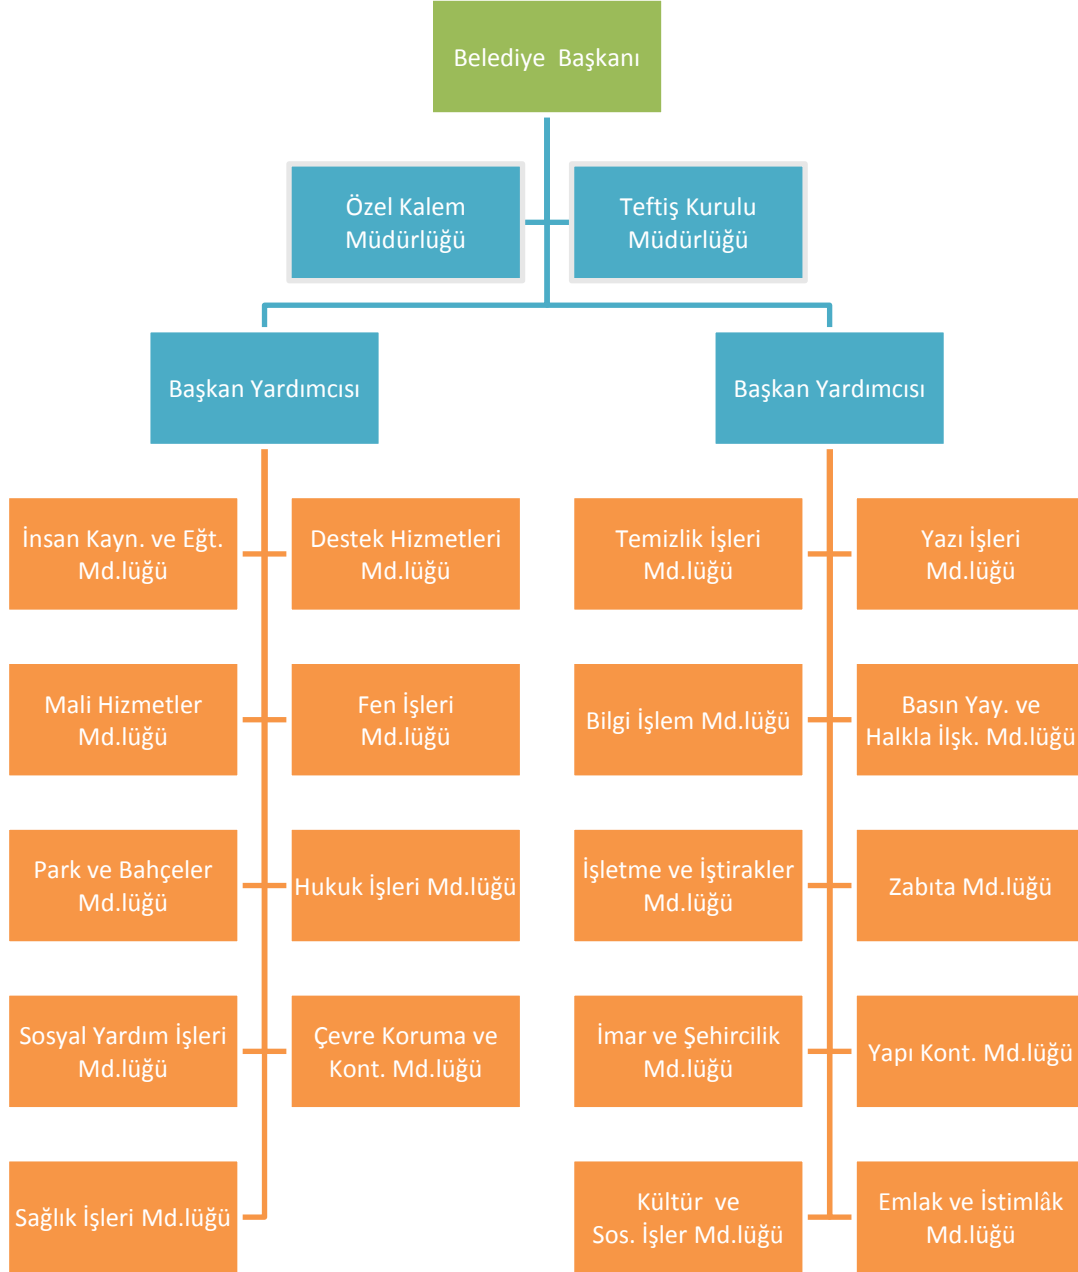 Belediye Başkanı
Özel Kalem
Müdürlüğü
Teftiş Kurulu
Müdürlüğü
Başkan Yardımcısı
Başkan Yardımcısı
İnsan Kayn. ve Eğt.
Md.lüğü
Destek Hizmetleri
Md.lüğü
Temizlik İşleri
Md.lüğü
Yazı İşleri
Md.lüğü
Mali Hizmetler
Md.lüğü
Fen İşleri
Md.lüğü
Bilgi İşlem Md.lüğü
Basın Yay. ve
Halkla İlşk. Md.lüğü
Park ve Bahçeler
Md.lüğü
Hukuk İşleri Md.lüğü
İşletme ve İştirakler
Md.lüğü
Zabıta Md.lüğü
Sosyal Yardım İşleri
Md.lüğü
Çevre Koruma ve
Kont. Md.lüğü
İmar ve Şehircilik
Md.lüğü
Yapı Kont. Md.lüğü
Sağlık İşleri Md.lüğü
Kültür ve
Sos. İşler Md.lüğü
Emlak ve İstimlâk
Md.lüğü